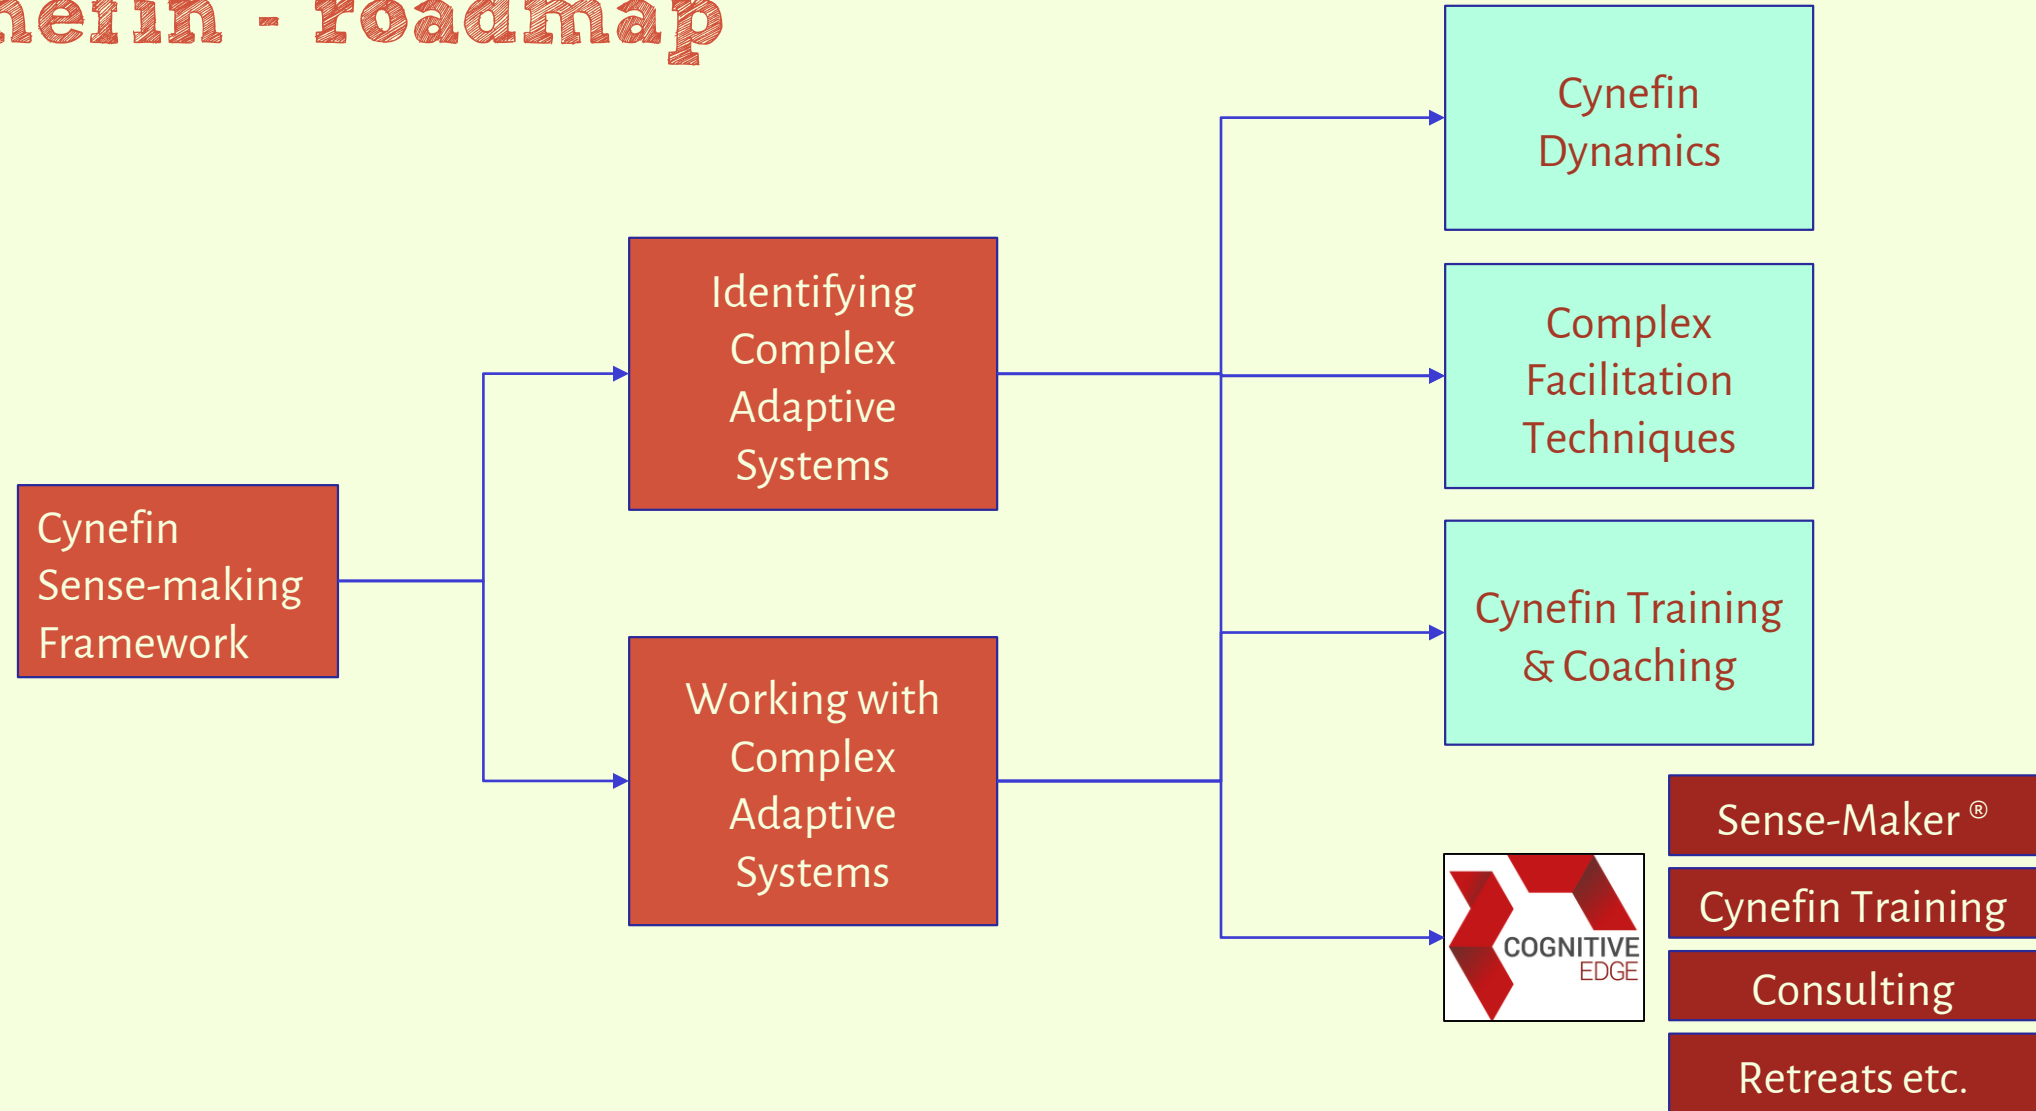 nefin - roadmap
Cynefin
Sense-making
Framework
Identifying
Complex
Adaptive
Systems
Working with
Complex
Adaptive
Systems
Cynefin
Dynamics
Complex
Facilitation
Techniques
Cynefin Training
& Coaching
COGNITIVE
EDGE
Sense-Maker ®
Cynefin Training
Consulting
Retreats etc.